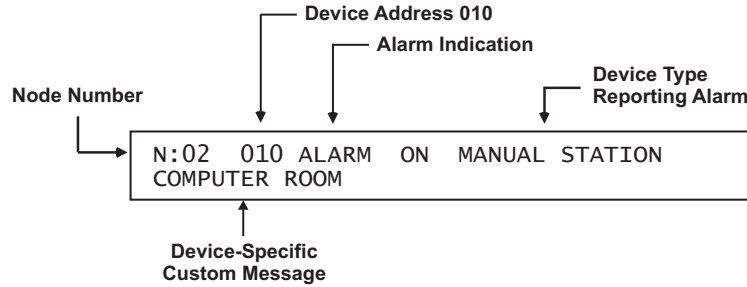 Device Address 010
Alarm Indication
Device Type
Reporting Alarm
Node Number
N:02 010 ALARM ON MANUAL STATION
COMPUTER ROOM
Device-Specific
Custom Message